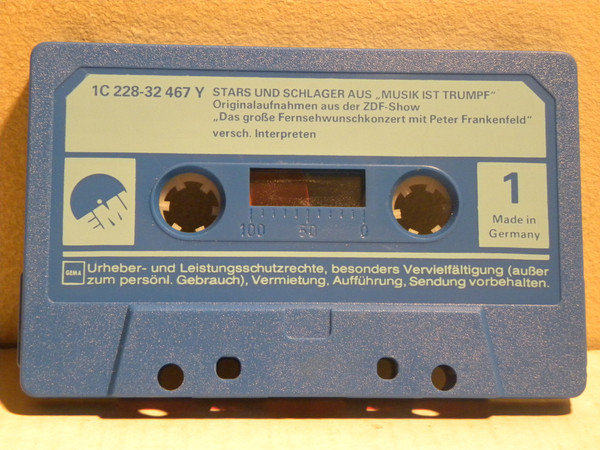 1C 228-32 467 Y STARS UND SCHLAGER AUS „MUSIK IST TRUMPF"
Originalaufnahmen aus der ZDF-Show
„Das große Fernsehwunschkonzert mit Peter Frankenfeld"
versch. Interpreten
EMI
100 50 0
1
Made in
Germany
GEMA
Urheber- und Leistungsschutzrechte, besonders Vervielfältigung (außer
zum persönl. Gebrauch), Vermietung, Aufführung, Sendung vorbehalten.